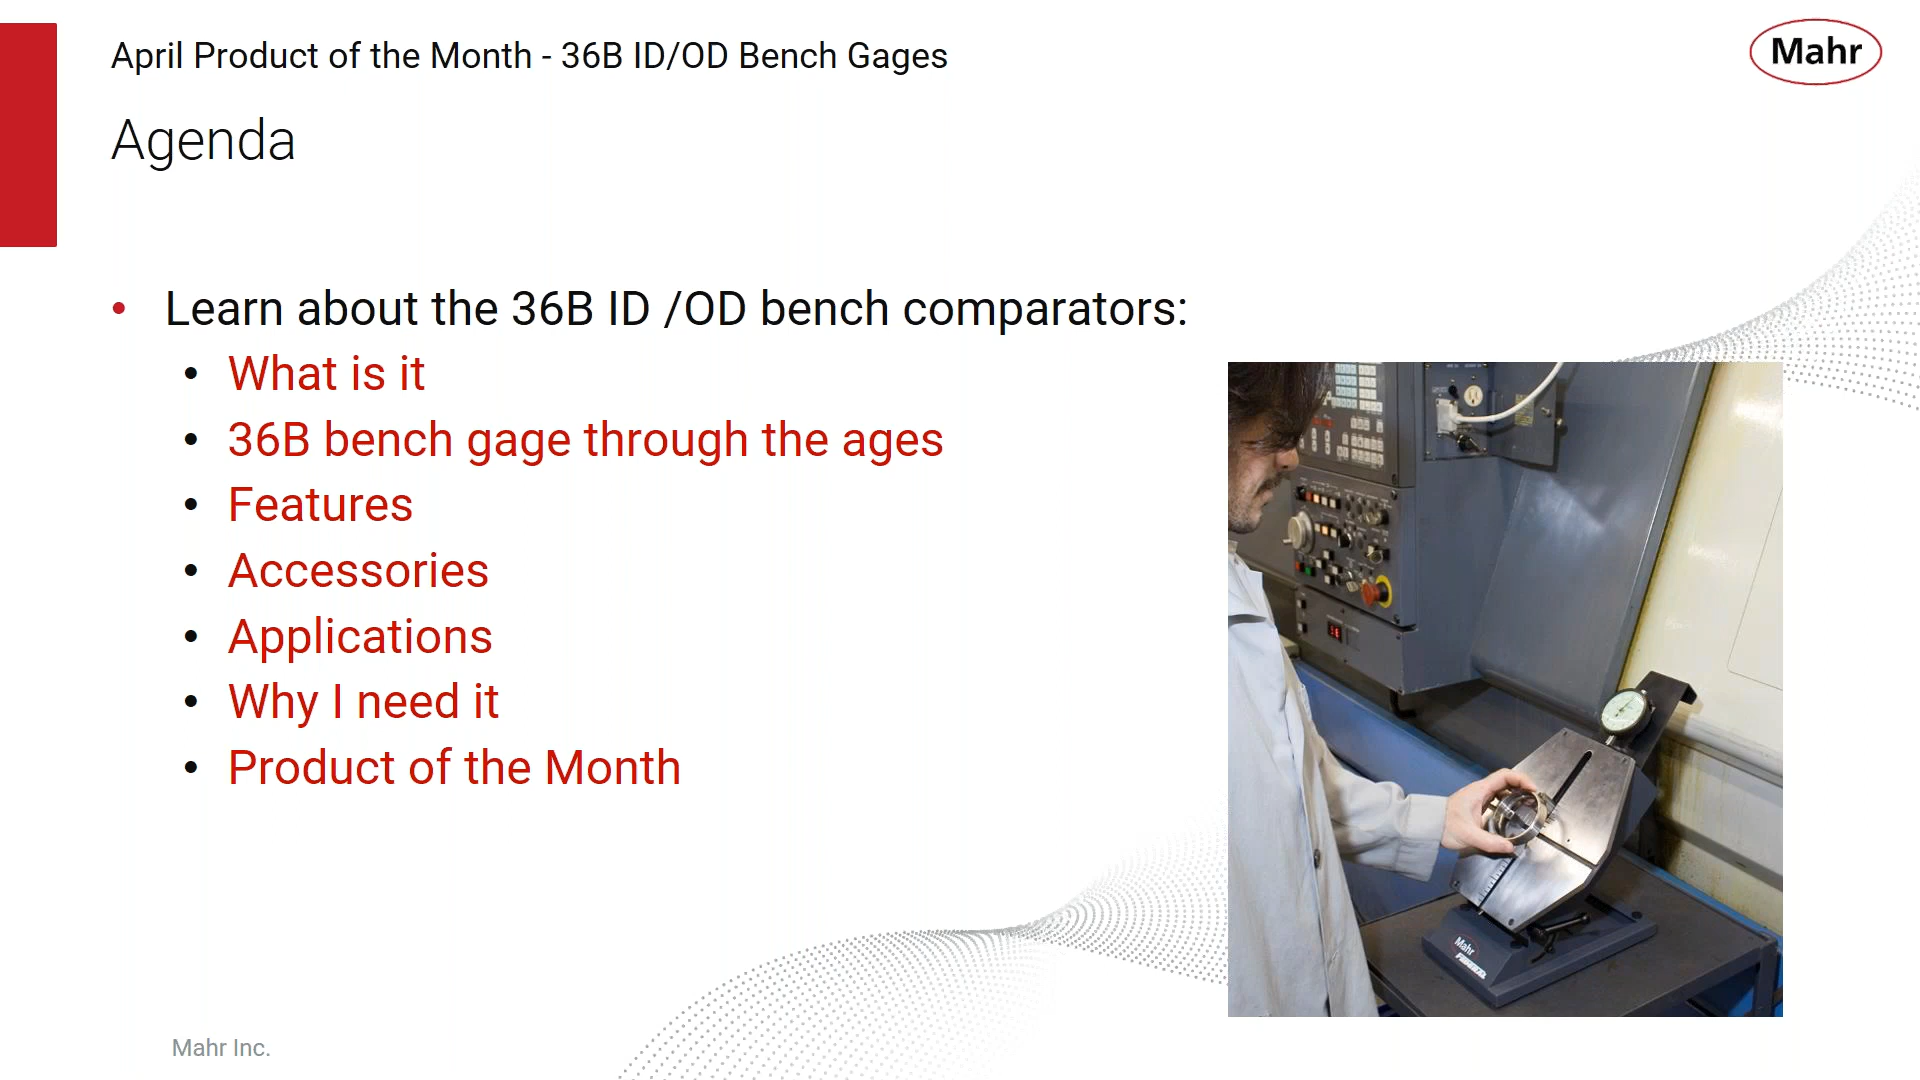 April Product of the Month - 36B ID/OD Bench Gages
Mahr
Agenda
• Learn about the 36B ID /OD bench comparators:
• What is it
• 36B bench gage through the ages
• Features
• Accessories
• Applications
• Why I need it
• Product of the Month
Mahr
FEDERAL
Mahr Inc.